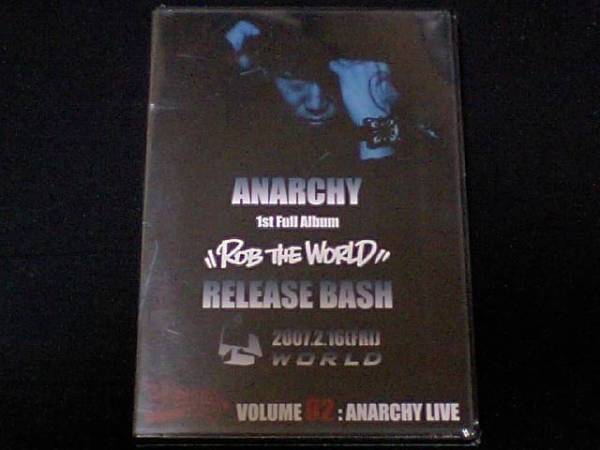 ANARCHY
1st Full Album
"ROB THE WORLD"
RELEASE BASH
2007.2.16(FRI)
WORLD
VOLUME 02 : ANARCHY LIVE